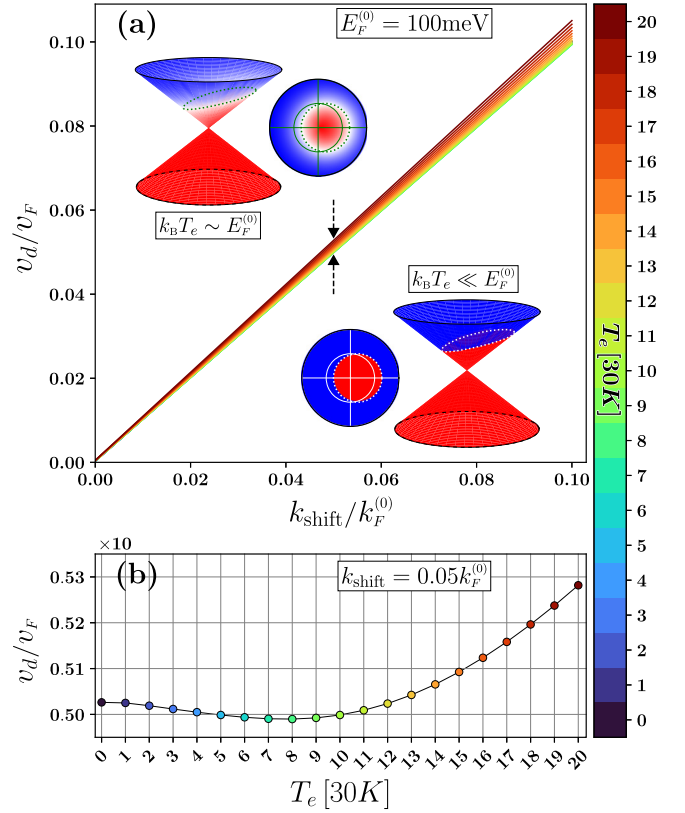 (a)
E_F^(0) = 100meV
v_d/v_F
0.10
0.08
0.06
0.04
0.02
0.00
k_B T_e ∼ E_F^(0)
k_B T_e ≪ E_F^(0)
0.00 0.02 0.04 0.06 0.08 0.10
k_shift/k_F^(0)
20
19
18
17
16
15
14
13
12
11
10
9
8
7
6
5
4
3
2
1
0
T_e [30K]
×10
(b)
k_shift = 0.05k_F^(0)
v_d/v_F
0.53
0.52
0.51
0.50
0 1 2 3 4 5 6 7 8 9 10 11 12 13 14 15 16 17 18 19 20
T_e [30K]